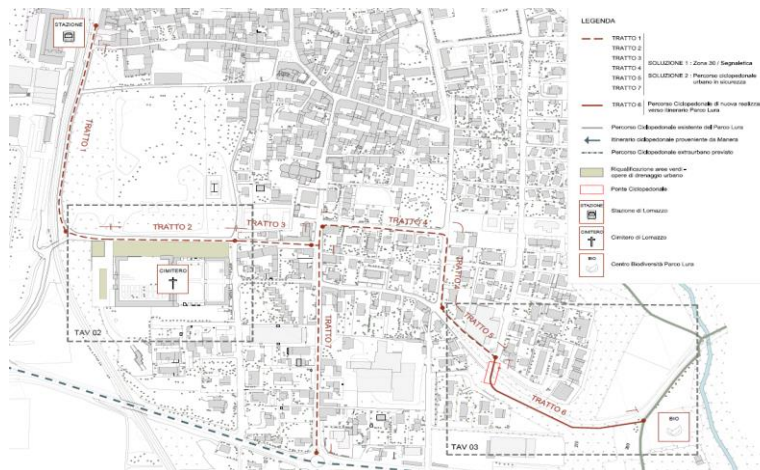 STAZIONE
TRATTO 1
TRATTO 2
TRATTO 3
TRATTO 4
TRATTO 4
CIMITERO
TRATTO 5
TRATTO 7
TRATTO 6
TAV 02
TAV 03
BIO
LEGENDA
TRATTO 1
TRATTO 2
TRATTO 3
TRATTO 4
TRATTO 5
TRATTO 7
SOLUZIONE 1 : Zona 30 / Segnaletica
SOLUZIONE 2 : Percorso ciclopedonale
urbano in sicurezza
TRATTO 6
Percorso Ciclopedonale di nuova realizza
verso itinerario Parco Lura
Percorso Ciclopedonale esistente dell Parco Lura
Itinerario ciclopedonale proveniente da Manera
Percorso Ciclopedonale extraurbano previsto
Riqualificazione aree verdi –
opere di drenaggio urbano
Ponte Ciclopedonale
STAZIONE
Stazione di Lomazzo
CIMITERO
Cimitero di Lomazzo
BIO
Centro Biodiversità Parco Lura